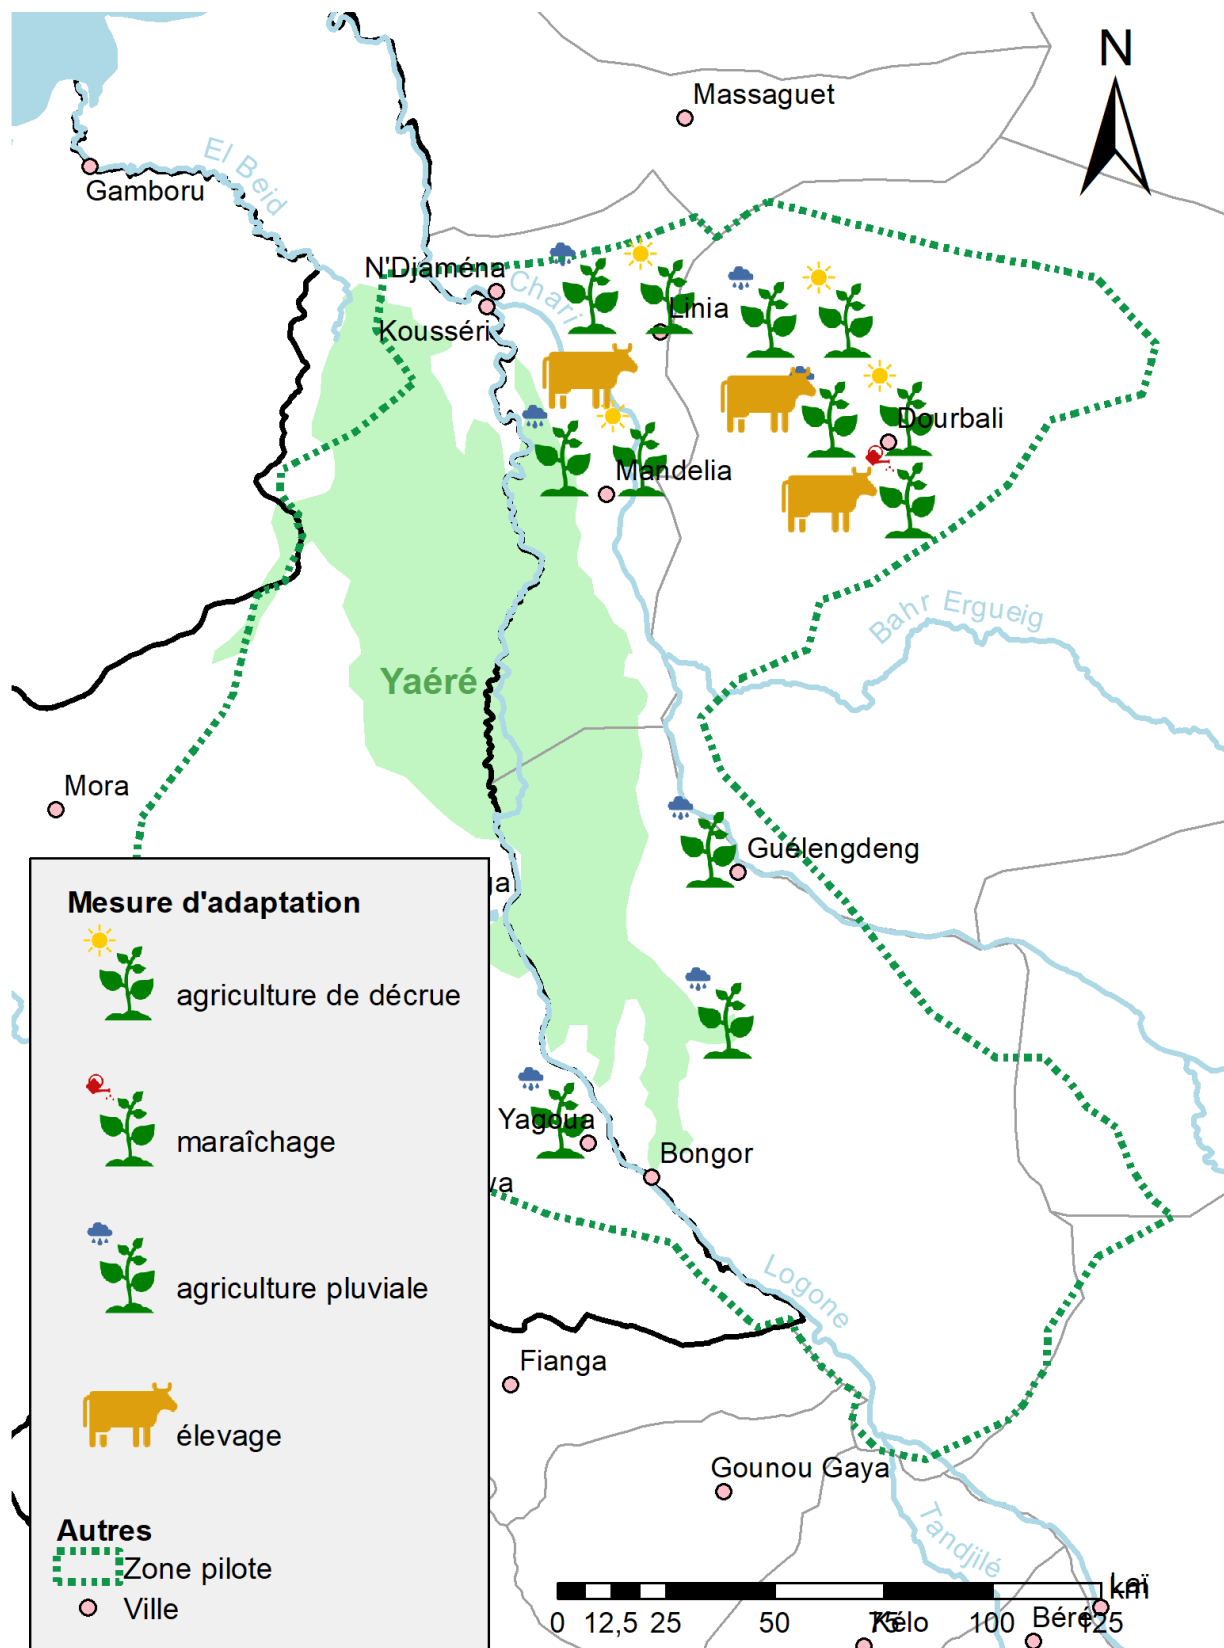 N
Massaguet
El Beid
Gamboru
N'Djaména
Chari
Kousséri
Linia
Dourbali
Mandelia
Bahr Ergueig
Yaéré
Mora
Guélengdeng
ga
Yagoua
Bongor
wa
Logone
Fianga
Gounou Gaya
Tandjilé
Laï
km
0 12,5 25 50 75 100 125
Kélo
Béré
Mesure d'adaptation
agriculture de décrue
maraîchage
agriculture pluviale
élevage
Autres
Zone pilote
Ville